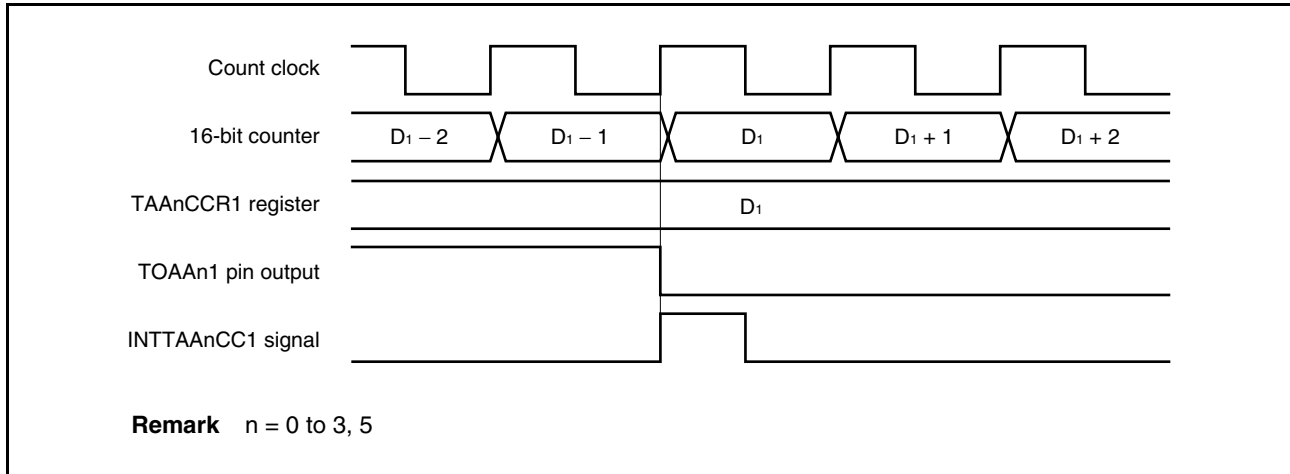 Count clock
16-bit counter D₁ − 2 D₁ − 1 D₁ D₁ + 1 D₁ + 2
TAAnCCR1 register D₁
TOAAn1 pin output
INTTAAnCC1 signal
Remark n = 0 to 3, 5